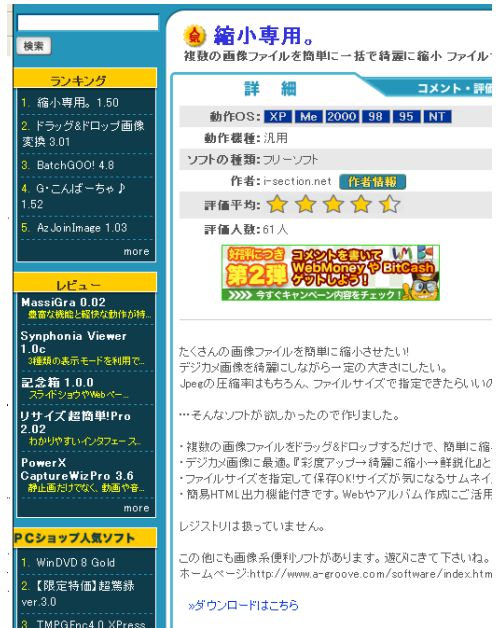 検索
ランキング
1. 縮小専用。1.50
2. ドラッグ&ドロップ画像
変換 3.01
3. BatchGOO! 4.8
4. G・こんぱーちゃ♪
1.52
5. AzJoinImage 1.03
more
レビュー
MassiGra 0.02
豊富な機能と軽快な動作が特...
Synphonia Viewer
1.0c
3種類の表示モードを利用で...
記念箱 1.0.0
スライドショウやWebペー...
リサイズ超簡単!Pro
2.02
わかりやすいインタフェース...
PowerX
CaptureWizPro 3.6
静止画だけでなく、動画や音...
more
PCショップ人気ソフト
1. WinDVD 8 Gold
2. 【限定特価】超驚録
ver.3.0
3. TMPGEnc4.0 XPress
縮小専用。
複数の画像ファイルを簡単に一括で綺麗に縮小 ファイル
詳細
コメント・評価
動作OS: XP Me 2000 98 95 NT
動作機種: 汎用
ソフトの種類: フリーソフト
作者: i-section.net 作者情報
評価平均:
評価人数: 61人
好評につき
第2弾
コメントを書いて
WebMoney や BitCash
ゲットしよう!
>>>> 今すぐキャンペーン内容をチェック!
たくさんの画像ファイルを簡単に縮小させたい!
デジカメ画像を綺麗にしながら一定の大きさにしたい。
Jpegの圧縮率はもちろん、ファイルサイズで指定できたらいいの
…そんなソフトが欲しかったので作りました。
・複数の画像ファイルをドラッグ&ドロップするだけで、簡単に縮
・デジカメ画像に最適。『彩度アップ→綺麗に縮小→鮮鋭化』と
・ファイルサイズを指定して保存OK!サイズが気になるサムネイ
・簡易HTML出力機能付きです。Webやアルバム作成にご活用
レジストリは扱っていません。
この他にも画像系便利ソフトがあります。遊びにきて下さいね。
ホームページ:http://www.a-groove.com/software/index.htm
»ダウンロードはこちら